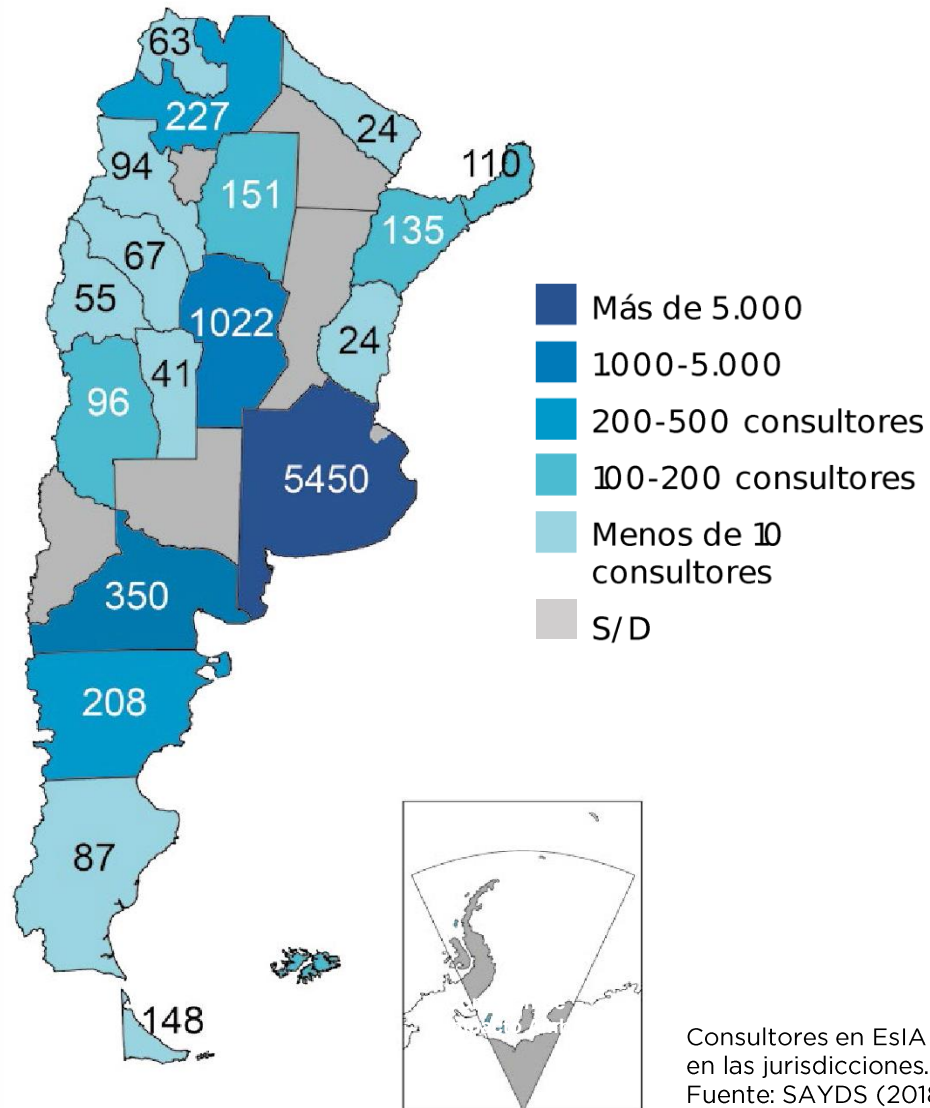 63
227
24
94
110
151
135
67
55
1022
24
41
96
5450
350
208
87
148
Más de 5.000
1000-5.000
200-500 consultores
100-200 consultores
Menos de 10
consultores
S/D
Consultores en EsIA
en las jurisdicciones.
Fuente: SAYDS (2018